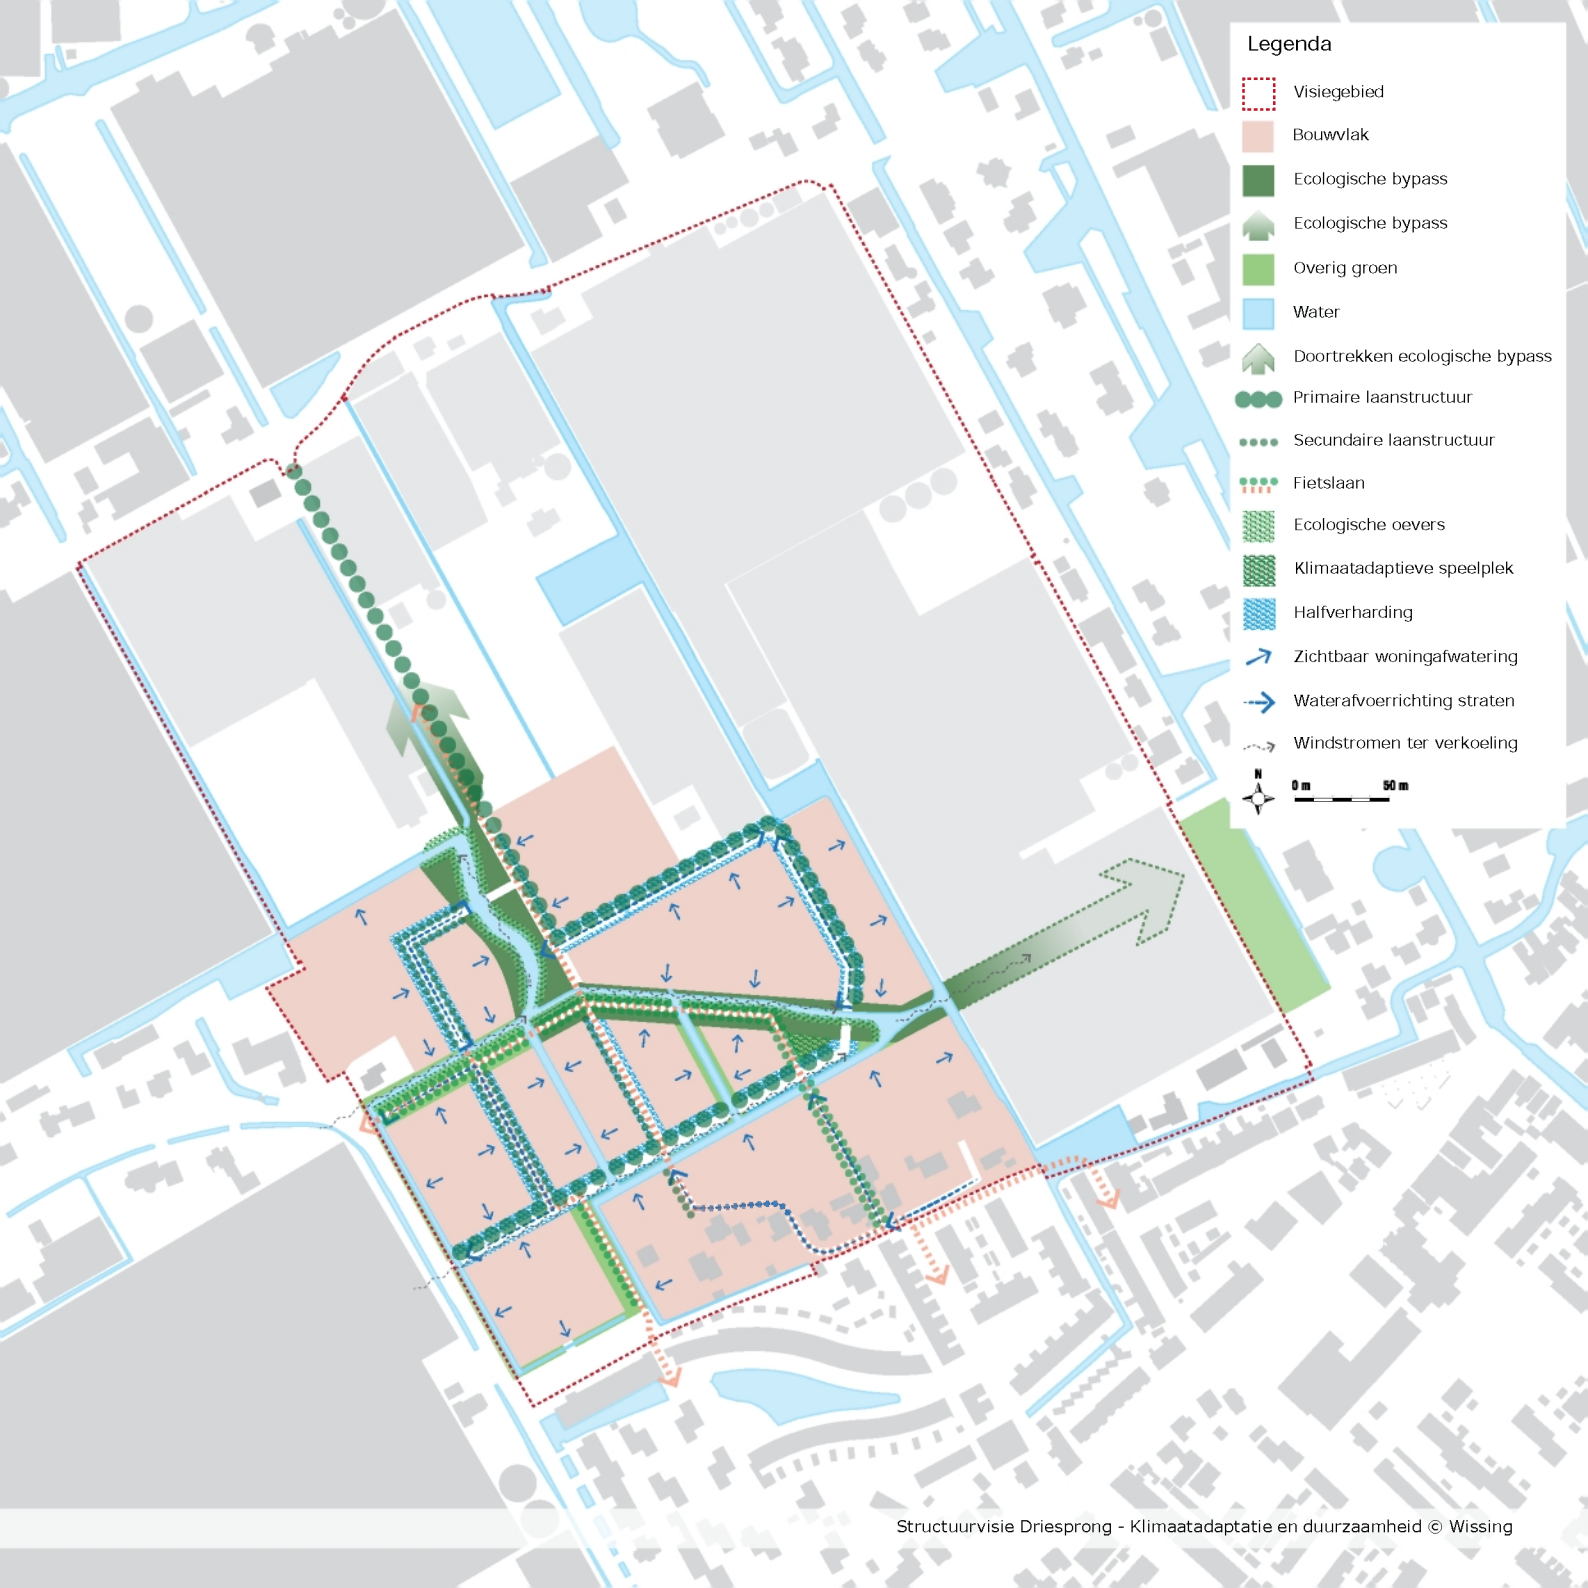 Legenda
Visiegebied
Bouwvlak
Ecologische bypass
Ecologische bypass
Overig groen
Water
Doortrekken ecologische bypass
Primaire laanstructuur
Secundaire laanstructuur
Fietslaan
Ecologische oevers
Klimaatadaptieve speelplek
Halfverharding
Zichtbaar woningafwatering
Waterafvoerrichting straten
Windstromen ter verkoeling
N
0 m 50 m
Structuurvisie Driesprong - Klimaatadaptatie en duurzaamheid © Wissing